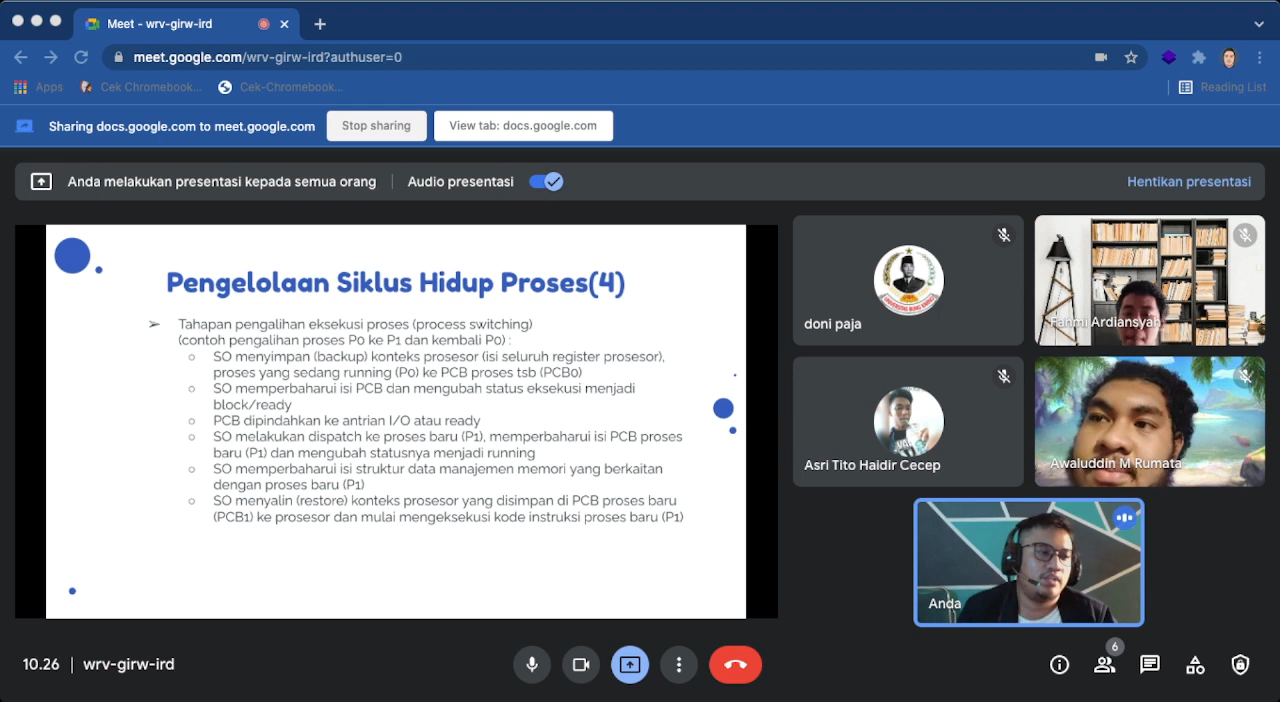 Meet - wrv-girw-ird
meet.google.com/wrv-girw-ird?authuser=0
Apps
Cek Chromebook...
Cek-Chromebook...
Reading List
Sharing docs.google.com to meet.google.com
Stop sharing
View tab: docs.google.com
Anda melakukan presentasi kepada semua orang
Audio presentasi
Hentikan presentasi
Pengelolaan Siklus Hidup Proses(4)
➢ Tahapan pengalihan eksekusi proses (process switching)
(contoh pengalihan proses P0 ke P1 dan kembali P0) :
○ SO menyimpan (backup) konteks prosesor (isi seluruh register prosesor),
proses yang sedang running (P0) ke PCB proses tsb (PCB0)
○ SO memperbaharui isi PCB dan mengubah status eksekusi menjadi
block/ready
○ PCB dipindahkan ke antrian I/O atau ready
○ SO melakukan dispatch ke proses baru (P1), memperbaharui isi PCB proses
baru (P1) dan mengubah statusnya menjadi running
○ SO memperbaharui isi struktur data manajemen memori yang berkaitan
dengan proses baru (P1)
○ SO menyalin (restore) konteks prosesor yang disimpan di PCB proses baru
(PCB1) ke prosesor dan mulai mengeksekusi kode instruksi proses baru (P1)
doni paja
Fahmi Ardiansyah
Asri Tito Haidir Cecep
Awaluddin M Rumata
Anda
10.26 | wrv-girw-ird
6